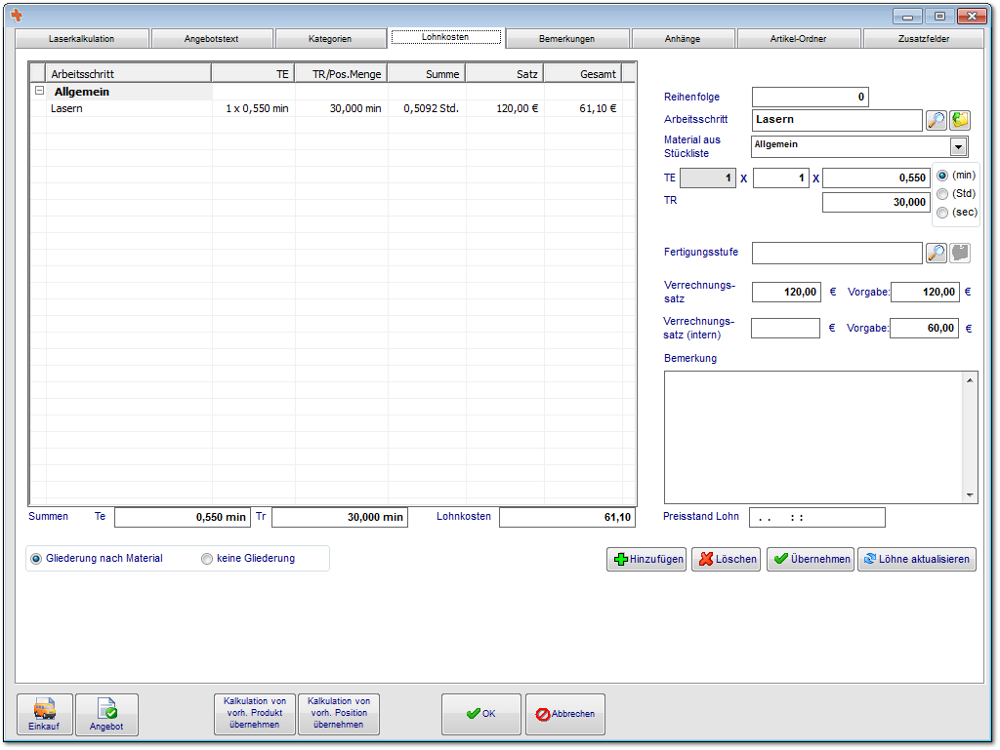 Laserkalkulation Angebotstext Kategorien Lohnkosten Bemerkungen Anhänge Artikel-Ordner Zusatzfelder
Arbeitsschritt TE TR/Pos.Menge Summe Satz Gesamt
Allgemein
Lasern 1 x 0,550 min 30,000 min 0,5092 Std. 120,00 € 61,10 €
Summen Te 0,550 min Tr 30,000 min Lohnkosten 61,10
Gliederung nach Material keine Gliederung
Reihenfolge 0
Arbeitsschritt Lasern
Material aus
Stückliste Allgemein
TE 1 X 1 X 0,550 (min)
(Std)
TR 30,000
(sec)
Fertigungsstufe
Verrechnungs-
satz 120,00 € Vorgabe: 120,00 €
Verrechnungs-
satz (intern) € Vorgabe: 60,00 €
Bemerkung
Preisstand Lohn . . : :
Hinzufügen Löschen Übernehmen Löhne aktualisieren
Einkauf Angebot
Kalkulation von
vorh. Produkt
übernehmen
Kalkulation von
vorh. Position
übernehmen
OK Abbrechen